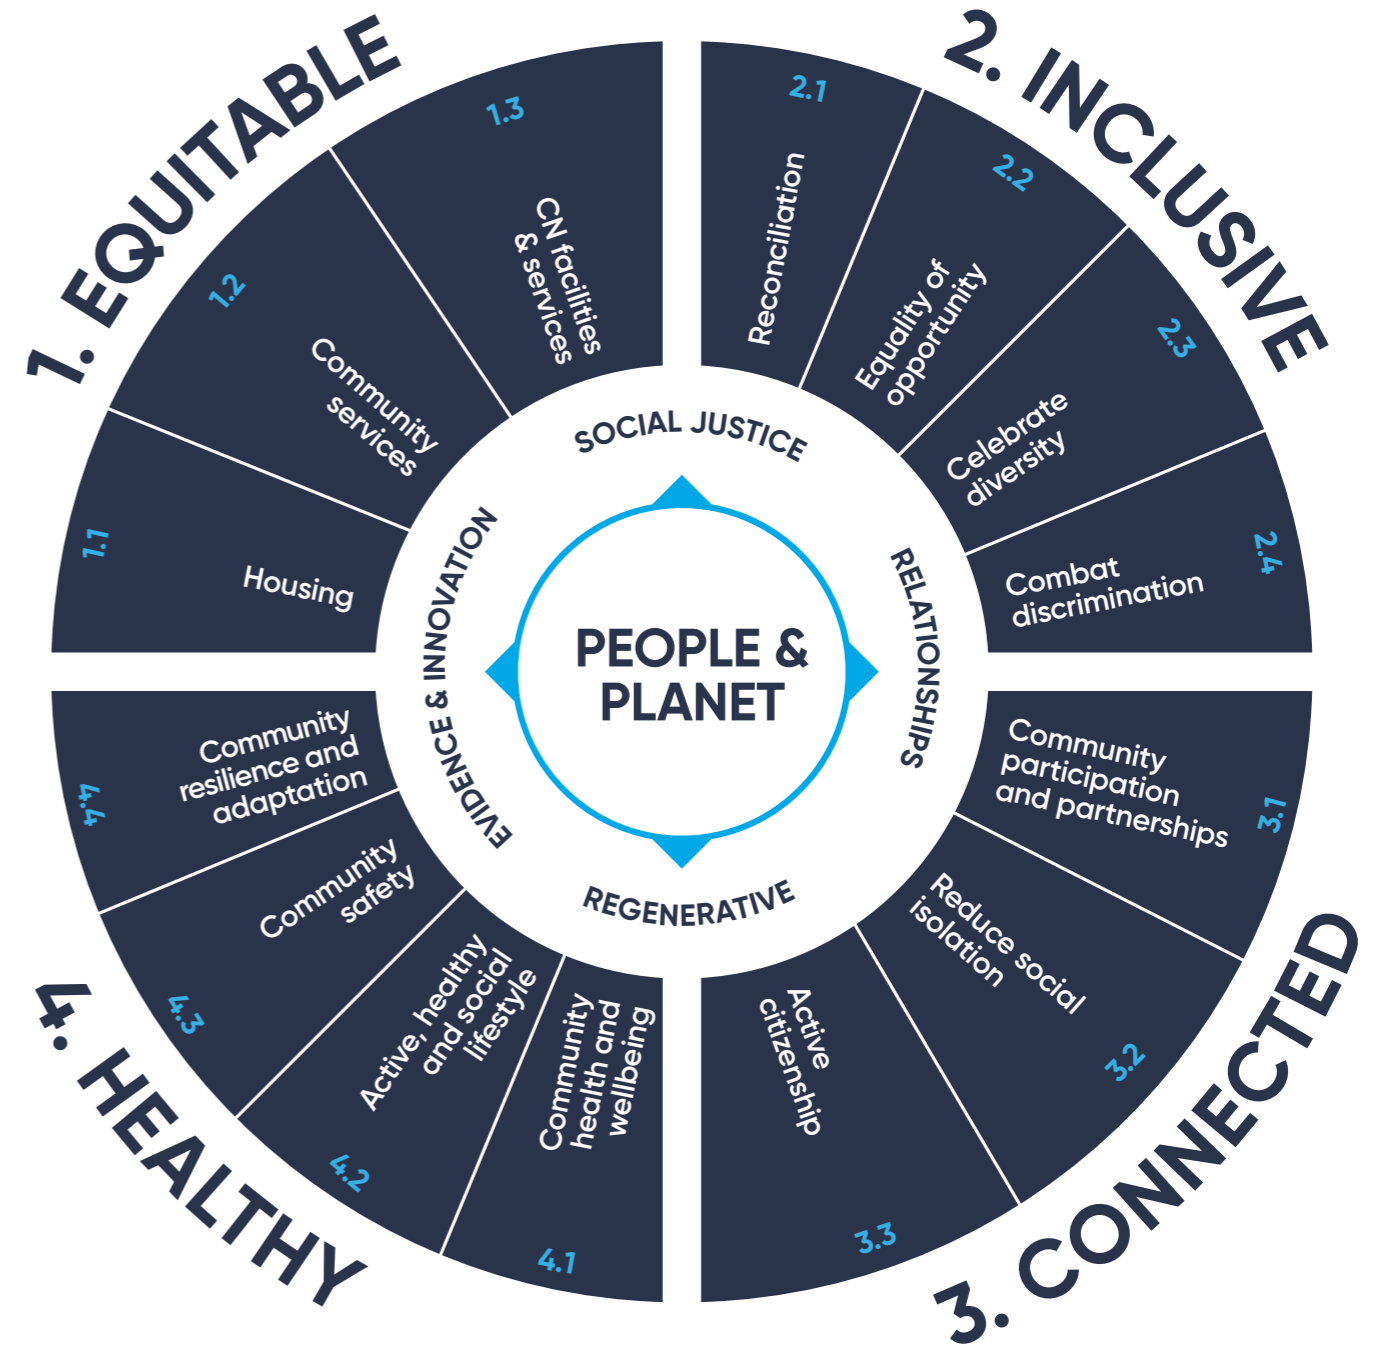 1. EQUITABLE
1.1
Housing
1.2
Community
services
1.3
CN facilities
& services
2. INCLUSIVE
2.1
Reconciliation
2.2
Equality of
opportunity
2.3
Celebrate
diversity
2.4
Combat
discrimination
3. CONNECTED
3.1
Community
participation
and partnerships
3.2
Reduce social
isolation
3.3
Active
citizenship
4. HEALTHY
4.1
Community
health and
wellbeing
4.2
Active, healthy
and social
lifestyle
4.3
Community
safety
4.4
Community
resilience and
adaptation
SOCIAL JUSTICE
RELATIONSHIPS
REGENERATIVE
EVIDENCE & INNOVATION
PEOPLE &
PLANET